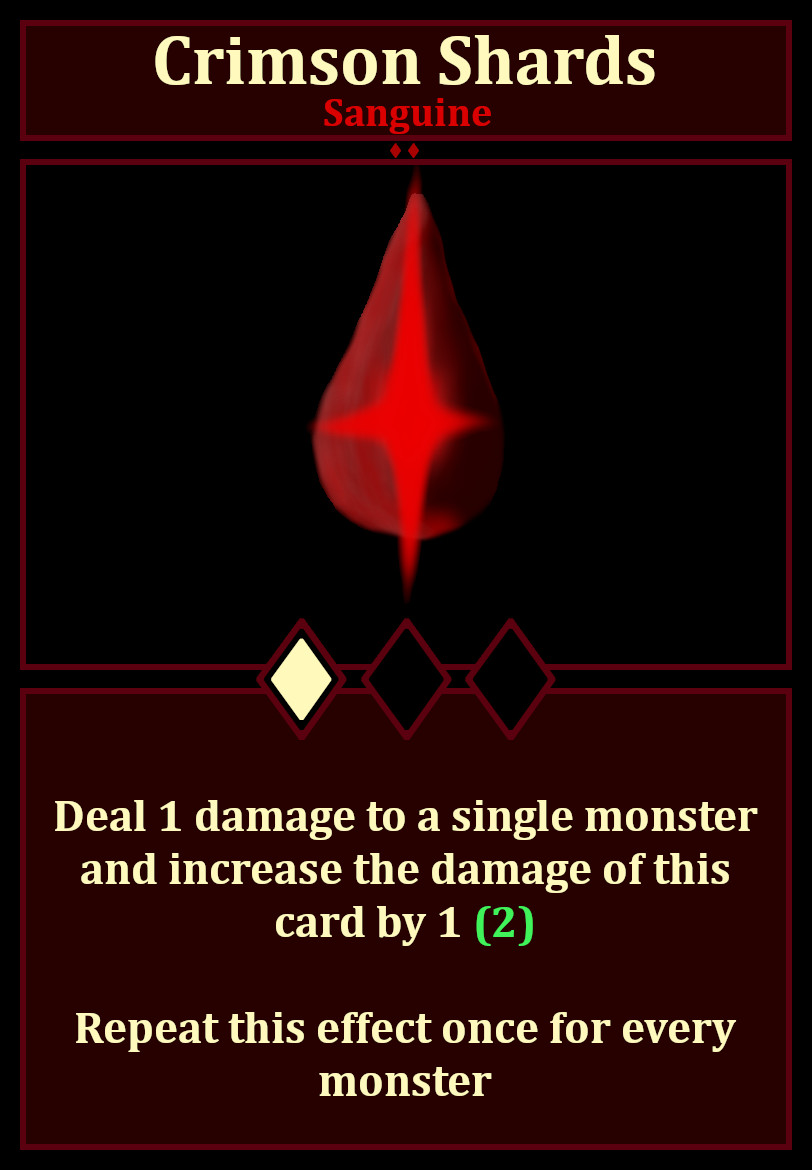 Crimson Shards
Sanguine
Deal 1 damage to a single monster
and increase the damage of this
card by 1 (2)
Repeat this effect once for every
monster